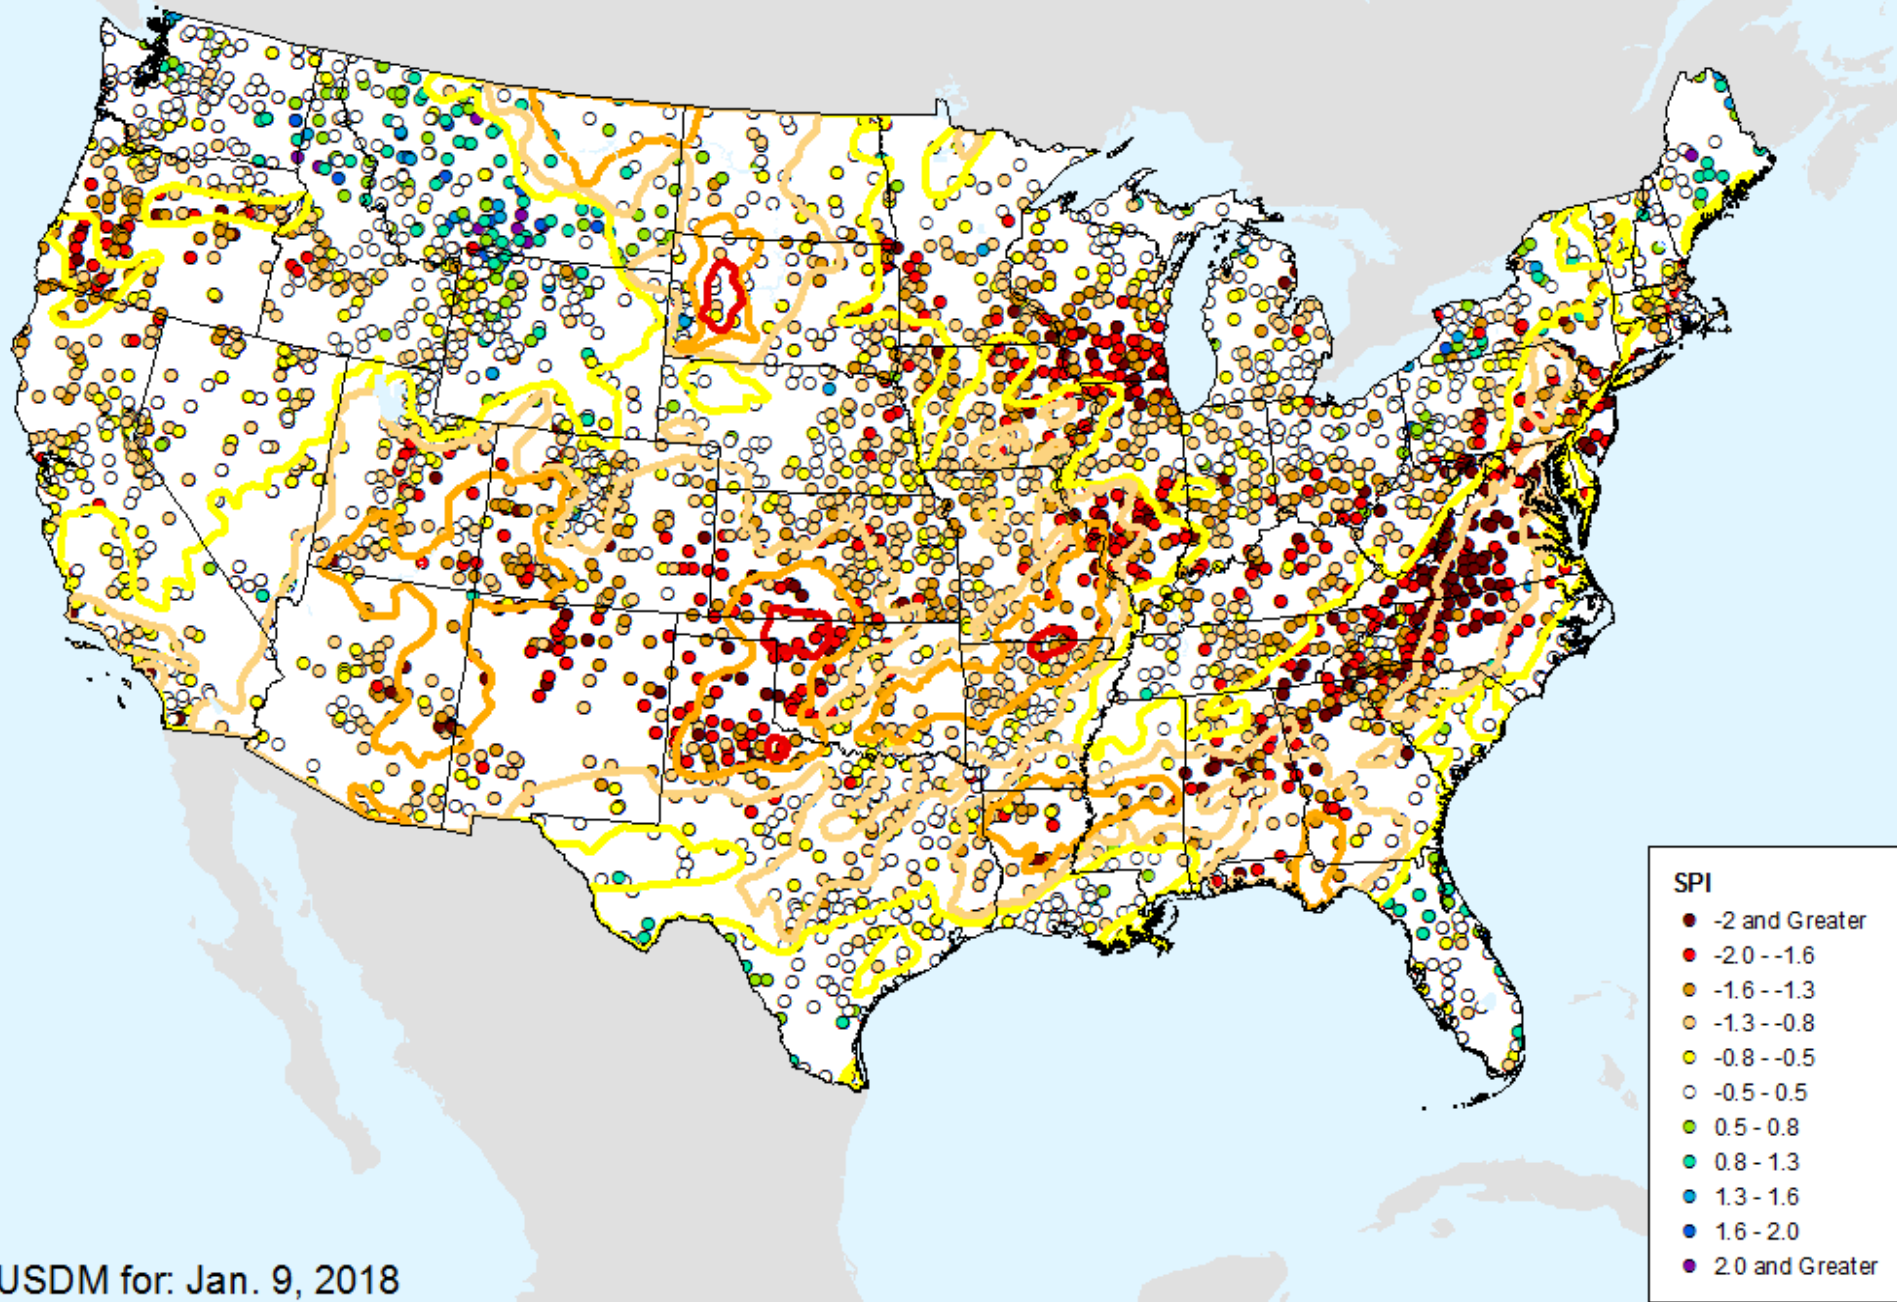 SPI
-2 and Greater
-2.0 - -1.6
-1.6 - -1.3
-1.3 - -0.8
-0.8 - -0.5
-0.5 - 0.5
0.5 - 0.8
0.8 - 1.3
1.3 - 1.6
1.6 - 2.0
2.0 and Greater
USDM for: Jan. 9, 2018